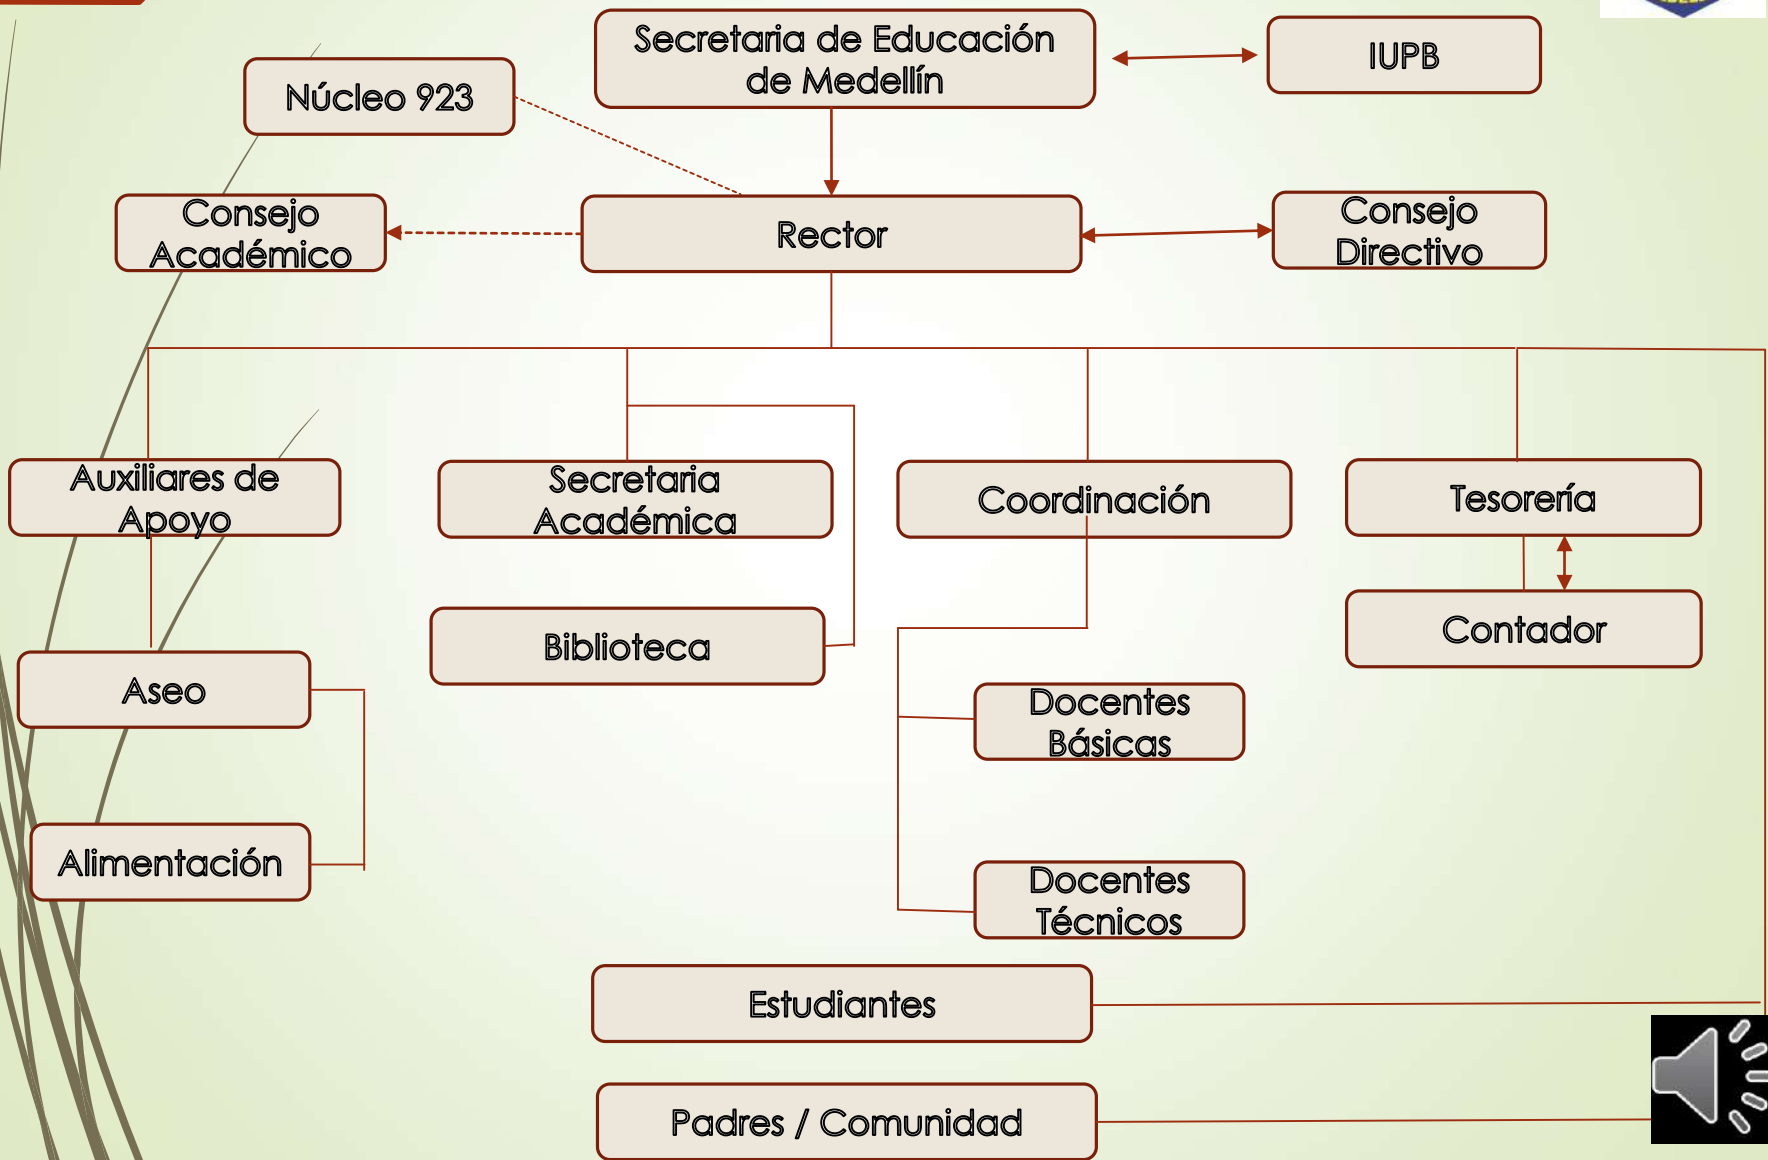 Secretaria de Educación
de Medellín
IUPB
Núcleo 923
Consejo
Académico
Rector
Consejo
Directivo
Auxiliares de
Apoyo
Secretaria
Académica
Coordinación
Tesorería
Biblioteca
Contador
Aseo
Docentes
Básicas
Alimentación
Docentes
Técnicos
Estudiantes
Padres / Comunidad